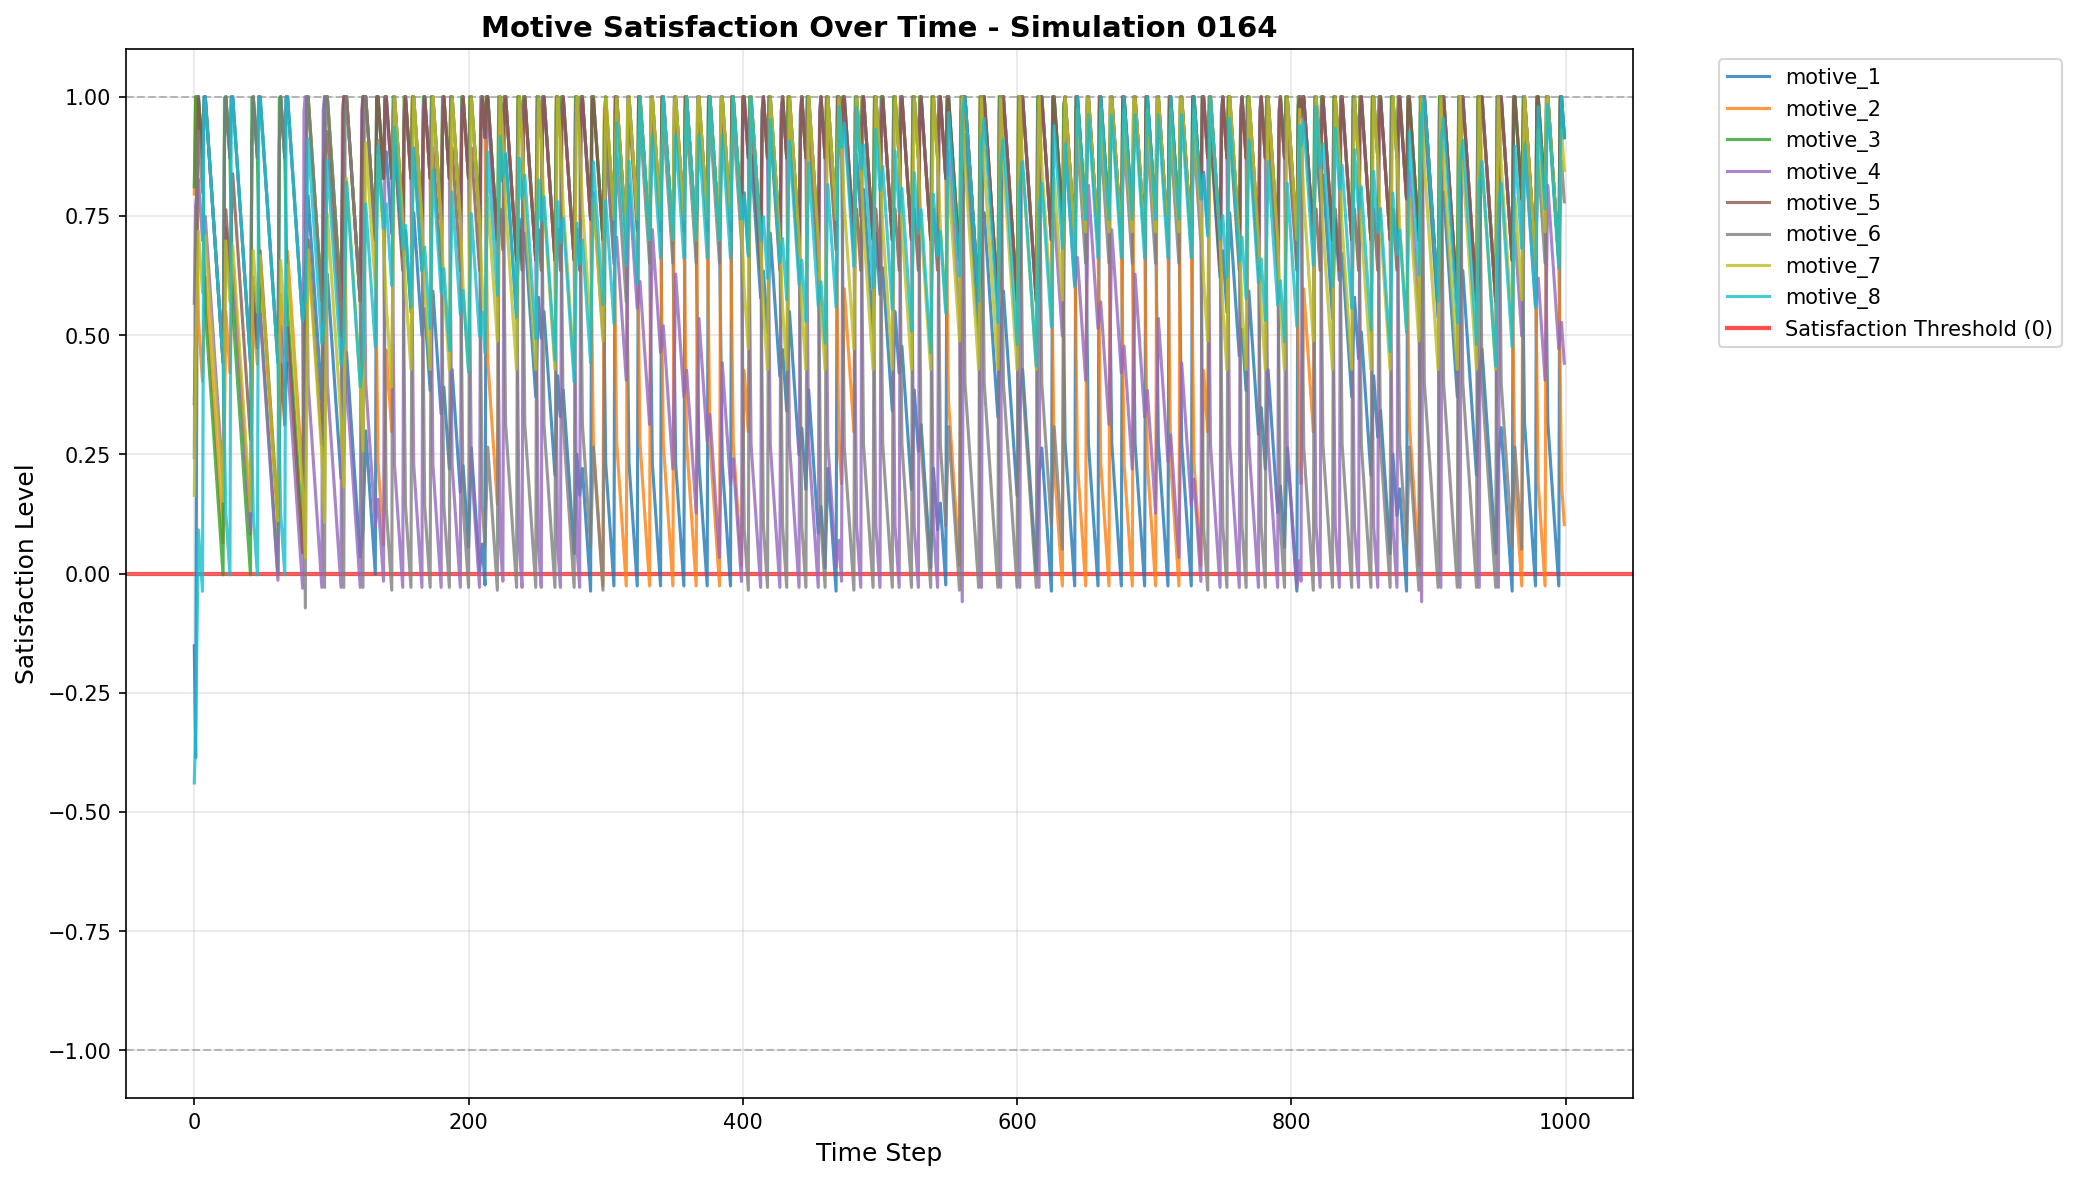 Motive Satisfaction Over Time - Simulation 0164
1.00
0.75
0.50
0.25
0.00
−0.25
−0.50
−0.75
−1.00
Satisfaction Level
0
200
400
600
800
1000
Time Step
motive_1
motive_2
motive_3
motive_4
motive_5
motive_6
motive_7
motive_8
Satisfaction Threshold (0)